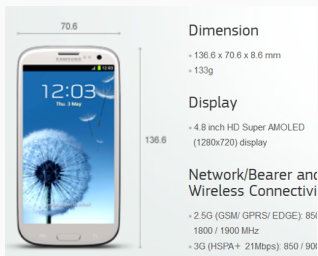 70.6
SAMSUNG
12:03
Thu. 3 May
136.6
Dimension
136.6 x 70.6 x 8.6 mm
133g
Display
4.8 inch HD Super AMOLED
(1280x720) display
Network/Bearer and
Wireless Connectivi
2.5G (GSM/ GPRS/ EDGE): 850
1800 / 1900 MHz
3G (HSPA+ 21Mbps): 850 / 900